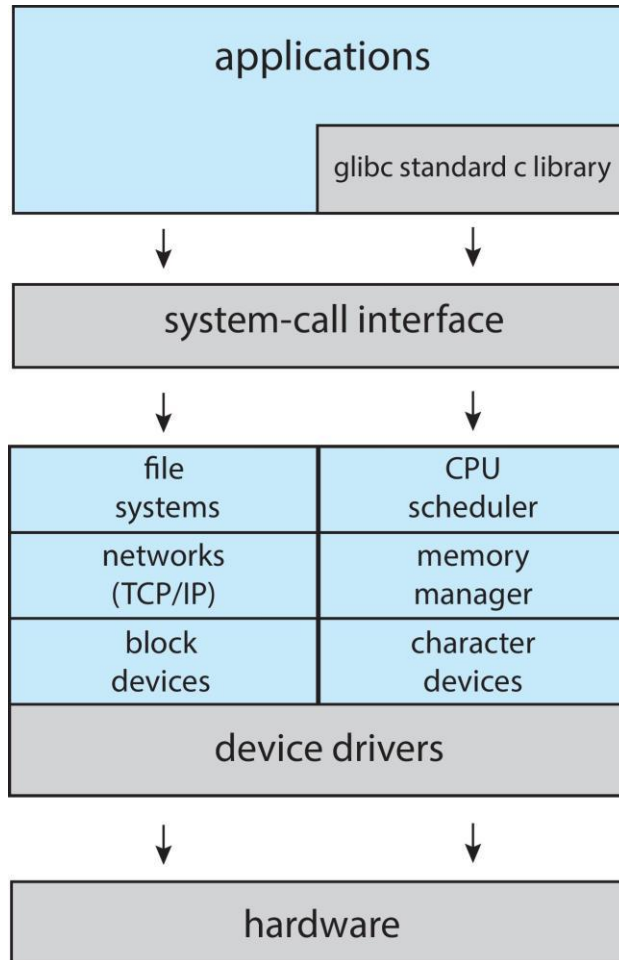 applications
glibc standard c library
system-call interface
file
systems
CPU
scheduler
networks
(TCP/IP)
memory
manager
block
devices
character
devices
device drivers
hardware